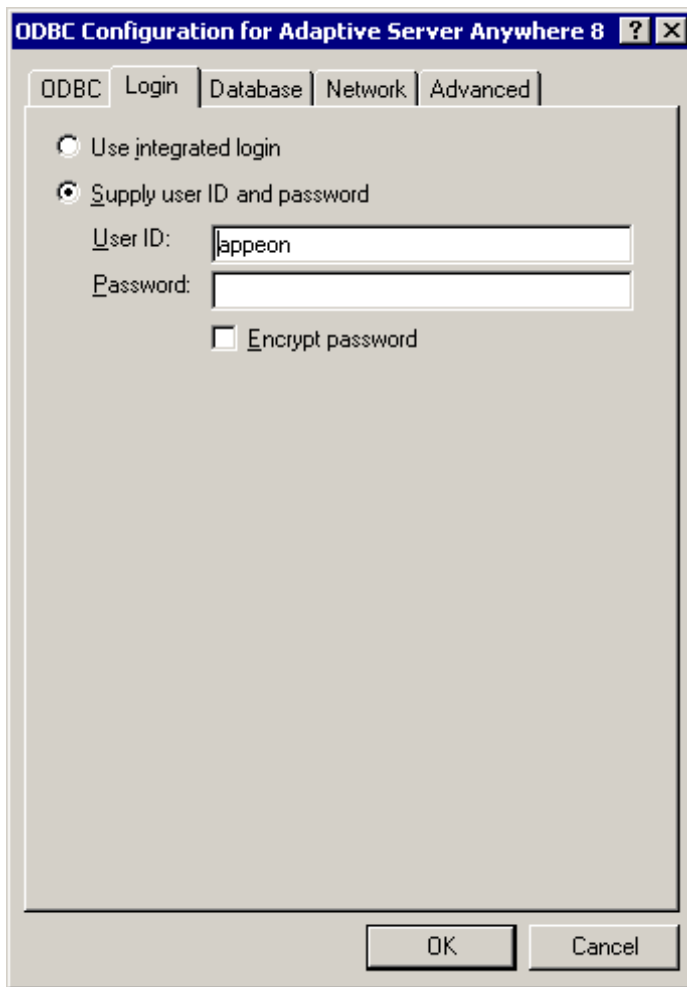 ODBC Configuration for Adaptive Server Anywhere 8 ?
ODBC Login Database Network Advanced
Use integrated login
Supply user ID and password
User ID: appeon
Password:
Encrypt password
OK Cancel